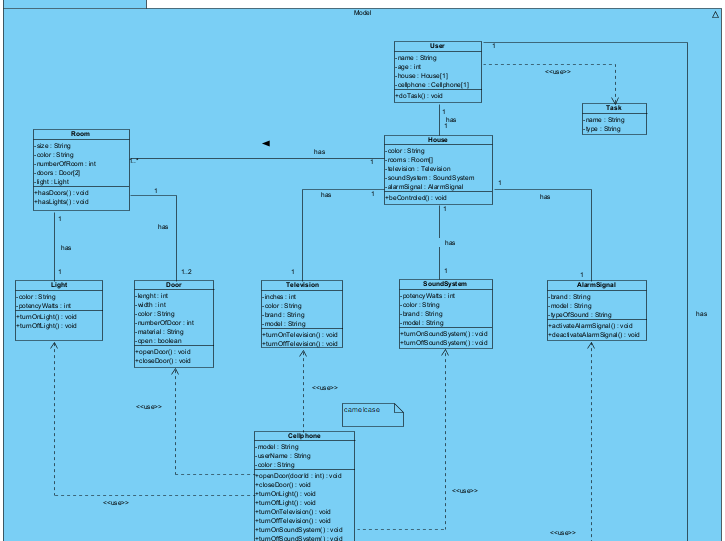 Model
User
-name : String
-age : int
-house : House[1]
-cellphone : Cellphone[1]
+doTask() : void
1
<<use>>
Task
-name : String
-type : String
1
has
1
Room
-size : String
-color : String
-numberOfRoom : int
-doors : Door[2]
-light : Light
+hasDoors() : void
+hasLights() : void
1..*
has
1
House
-color : String
-rooms : Room[]
-television : Television
-soundSystem : SoundSystem
-alarmSignal : AlarmSignal
+beControled() : void
1
has
1
1
has
1
1
has
1..2
1
has
1
1
has
1
has
1
has
Light
-color : String
-potencyWatts : int
+turnOnLight() : void
+turnOffLight() : void
Door
-lenght : int
-width : int
-color : String
-numberOfDoor : int
-material : String
-open : boolean
+openDoor() : void
+closeDoor() : void
Television
-inches : int
-color : String
-brand : String
-model : String
+turnOnTelevision() : void
+turnOffTelevision() : void
SoundSystem
-potencyWatts : int
-color : String
-brand : String
-model : String
+turnOnSoundSystem() : void
+turnOffSoundSystem() : void
AlarmSignal
-brand : String
-model : String
-typeOfSound : String
+activateAlarmSignal() : void
+deactivateAlarmSignal() : void
<<use>>
<<use>>
camelcase
Cellphone
-model : String
-userName : String
-color : String
+openDoor(doorId : int) : void
+closeDoor() : void
+turnOnLight() : void
+turnOffLight() : void
+turnOnTelevision() : void
+turnOffTelevision() : void
+turnOnSoundSystem() : void
+turnOffSoundSystem() : void
<<use>>
<<use>>
<<use>>